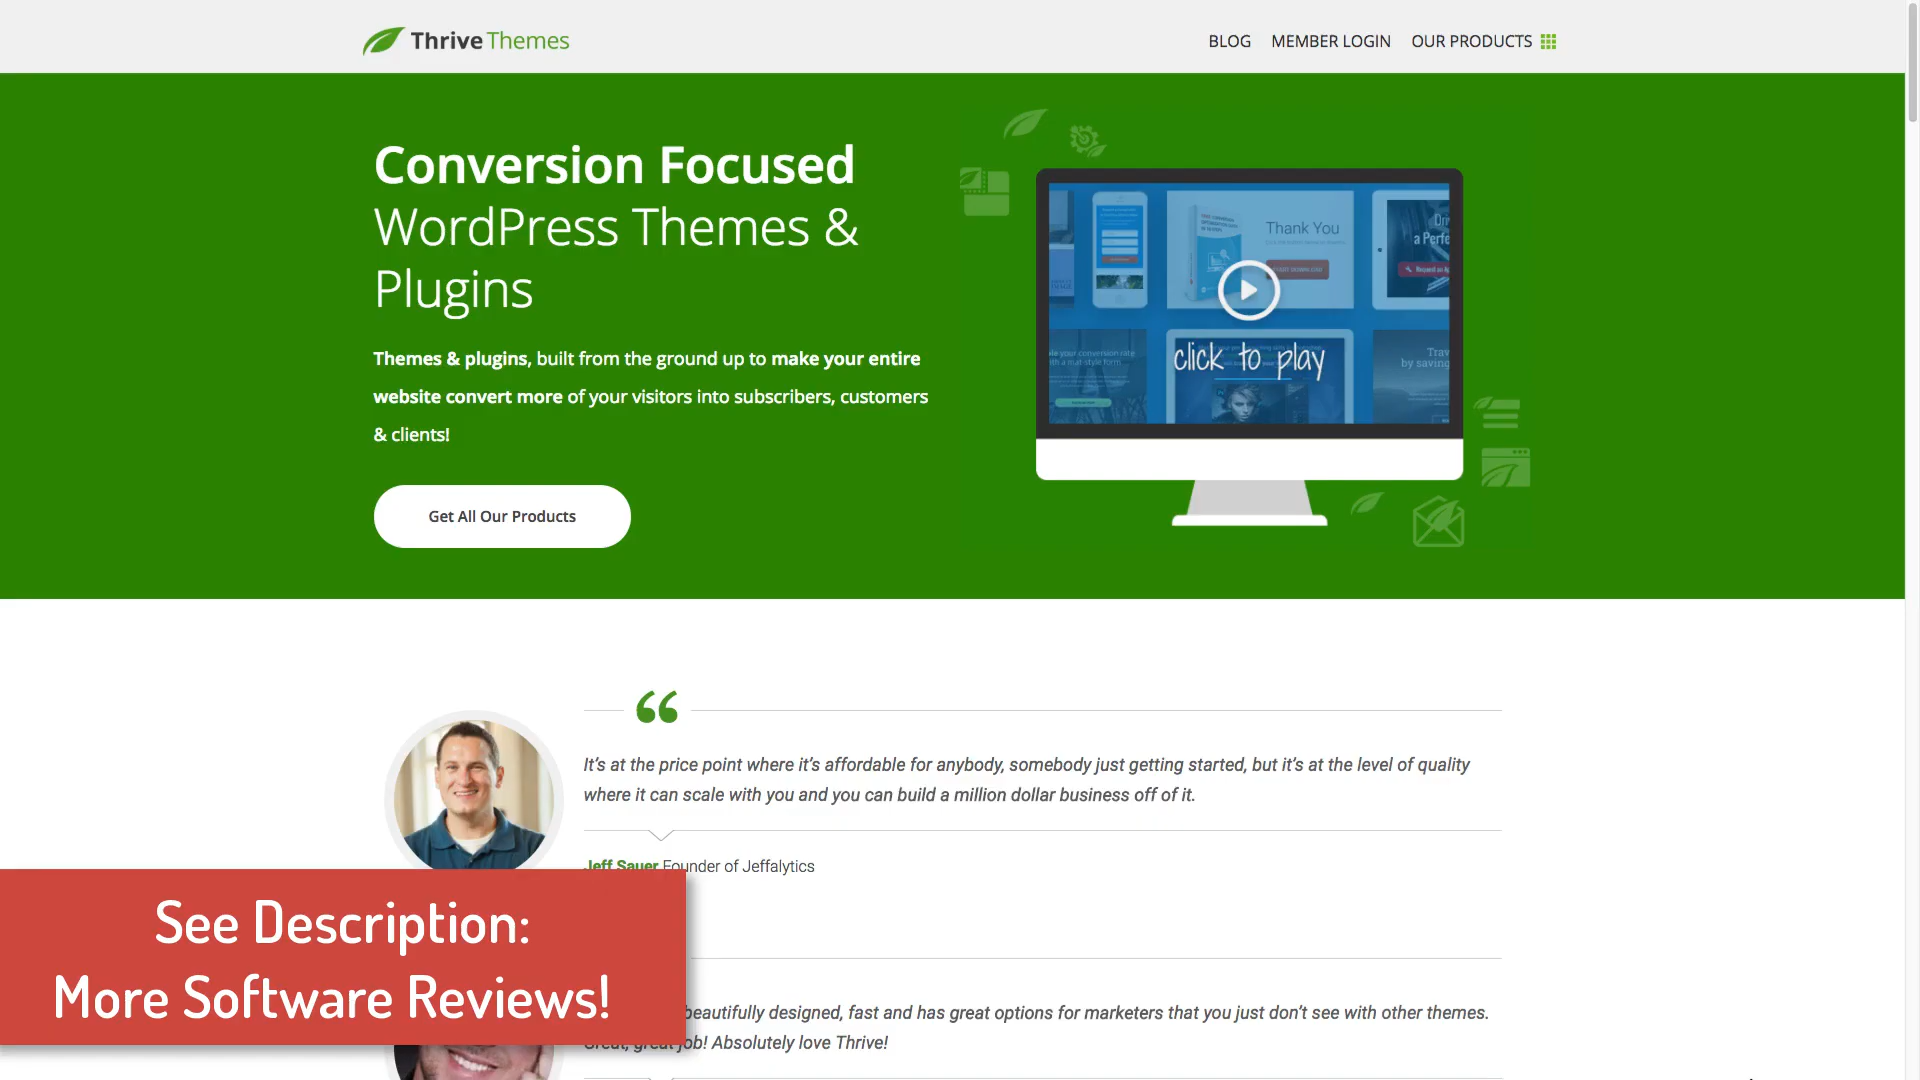 Thrive Themes
BLOG
MEMBER LOGIN
OUR PRODUCTS
Conversion Focused
WordPress Themes &
Plugins
Themes & plugins, built from the ground up to make your entire
website convert more of your visitors into subscribers, customers
& clients!
Get All Our Products
Thank You
click to play
“
It’s at the price point where it’s affordable for anybody, somebody just getting started, but it’s at the level of quality
where it can scale with you and you can build a million dollar business off of it.
Jeff Sauer Founder of Jeffalytics
See Description:
More Software Reviews!
beautifully designed, fast and has great options for marketers that you just don’t see with other themes.
Great, great job! Absolutely love Thrive!